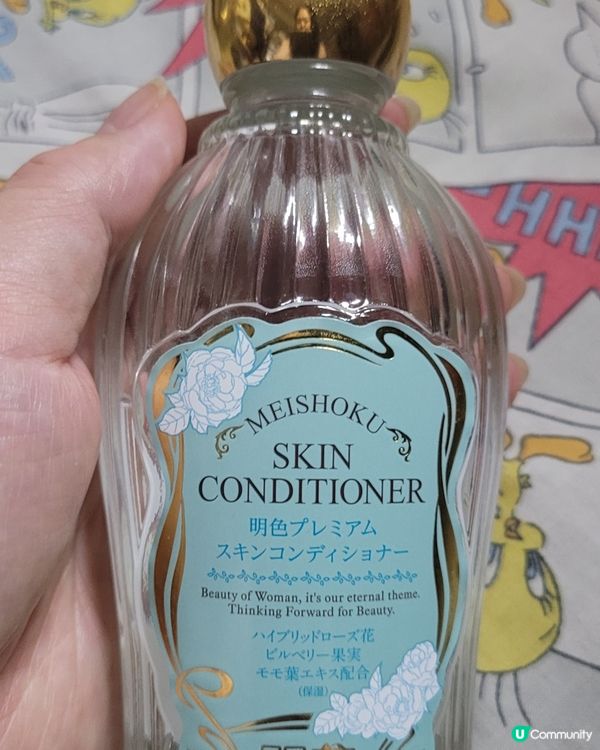 HHH
MEISHOKU
SKIN
CONDITIONER
明色プレミアム
スキンコンディショナー
Beauty of Woman, it's our eternal theme.
Thinking Forward for Beauty.
ハイブリッドローズ花
ビルベリー果実
モモ葉エキス配合
(保湿)
U Community